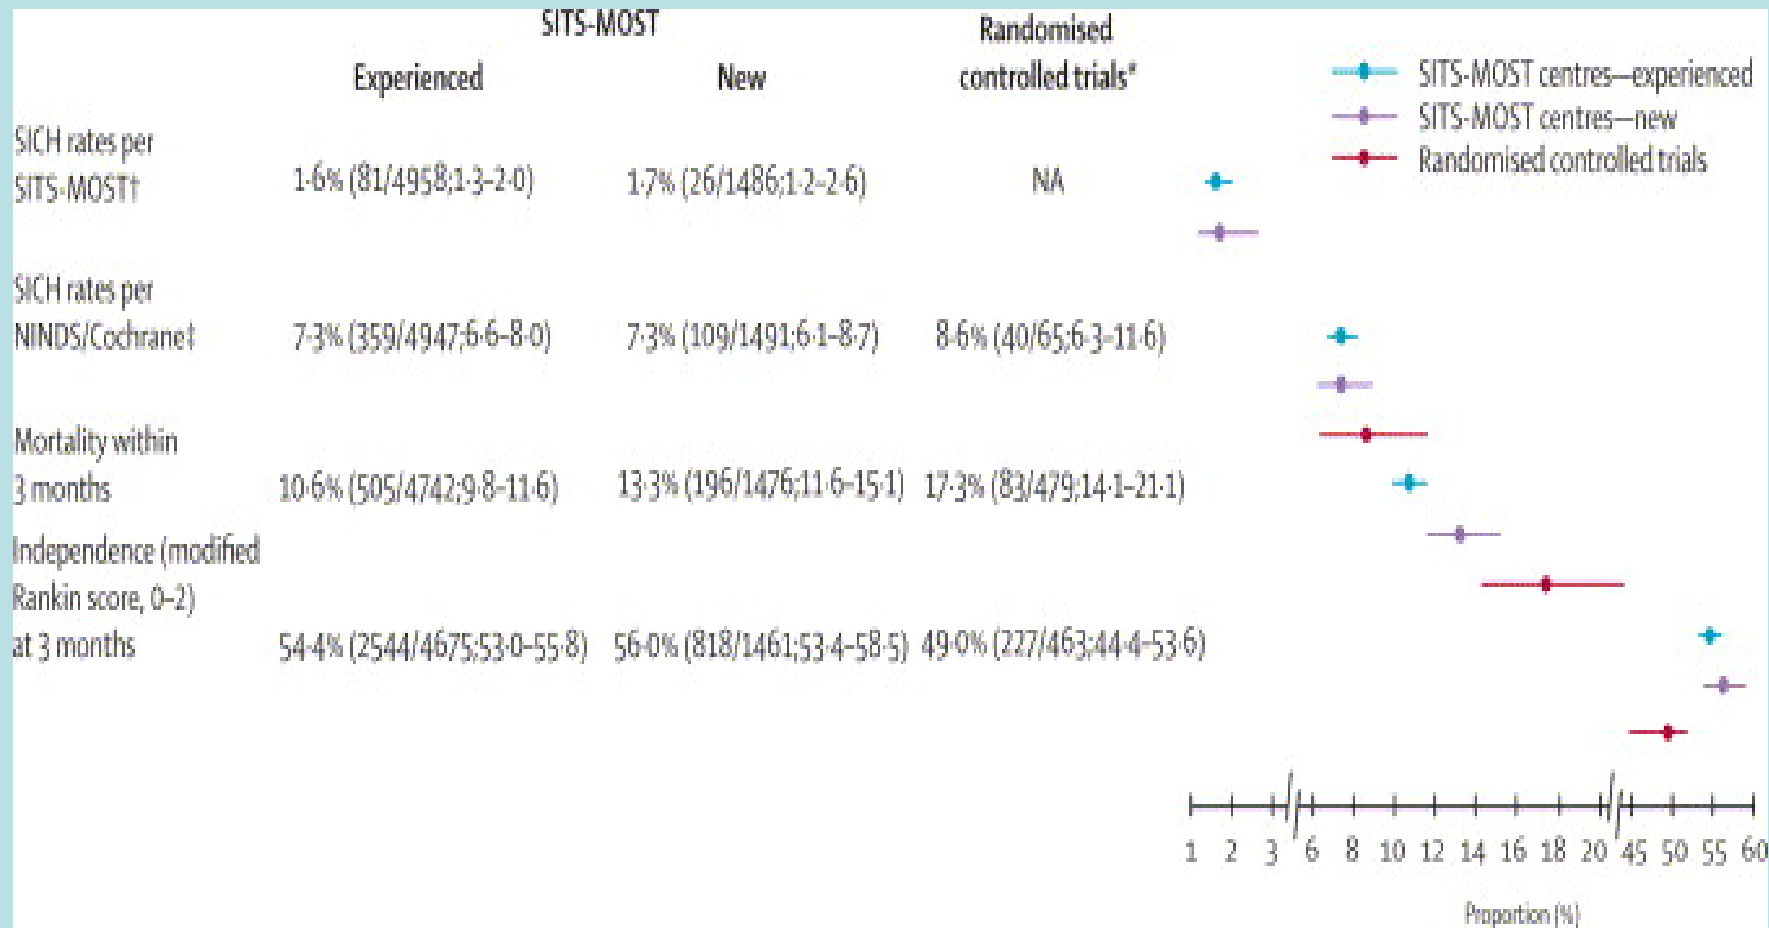 SITS-MOST
Randomised
Experienced New controlled trials*
SITS-MOST centres—experienced
SITS-MOST centres—new
Randomised controlled trials
SICH rates per
SITS-MOST† 1·6% (81/4958;1·3–2·0) 1·7% (26/1486;1·2–2·6) NA
SICH rates per
NINDS/Cochrane‡ 7·3% (359/4947;6·6–8·0) 7·3% (109/1491;6·1–8·7) 8·6% (40/65;6·3–11·6)
Mortality within
3 months 10·6% (505/4742;9·8–11·6) 13·3% (196/1476;11·6–15·1) 17·3% (83/479;14·1–21·1)
Independence (modified
Rankin score, 0–2)
at 3 months 54·4% (2544/4675;53·0–55·8) 56·0% (818/1461;53·4–58·5) 49·0% (227/463;44·4–53·6)
1 2 3 6 8 10 12 14 16 18 20 45 50 55 60
Proportion (%)